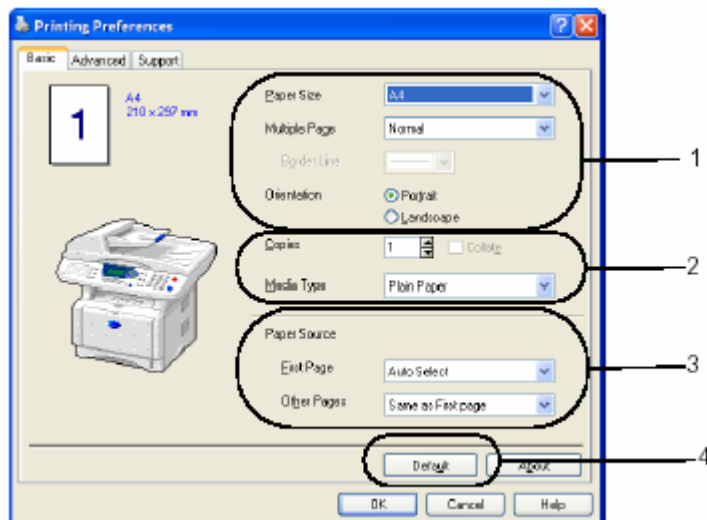 Printing Preferences
Basic Advanced Support
1
A4
210 x 297 mm
Paper Size A4
Multiple Page Normal
Border Line
Orientation Portrait
Landscape
1
Copies 1 Collate
Media Type Plain Paper
2
Paper Source
First Page Auto Select
Other Pages Same as First page
3
Default About
4
OK Cancel Help